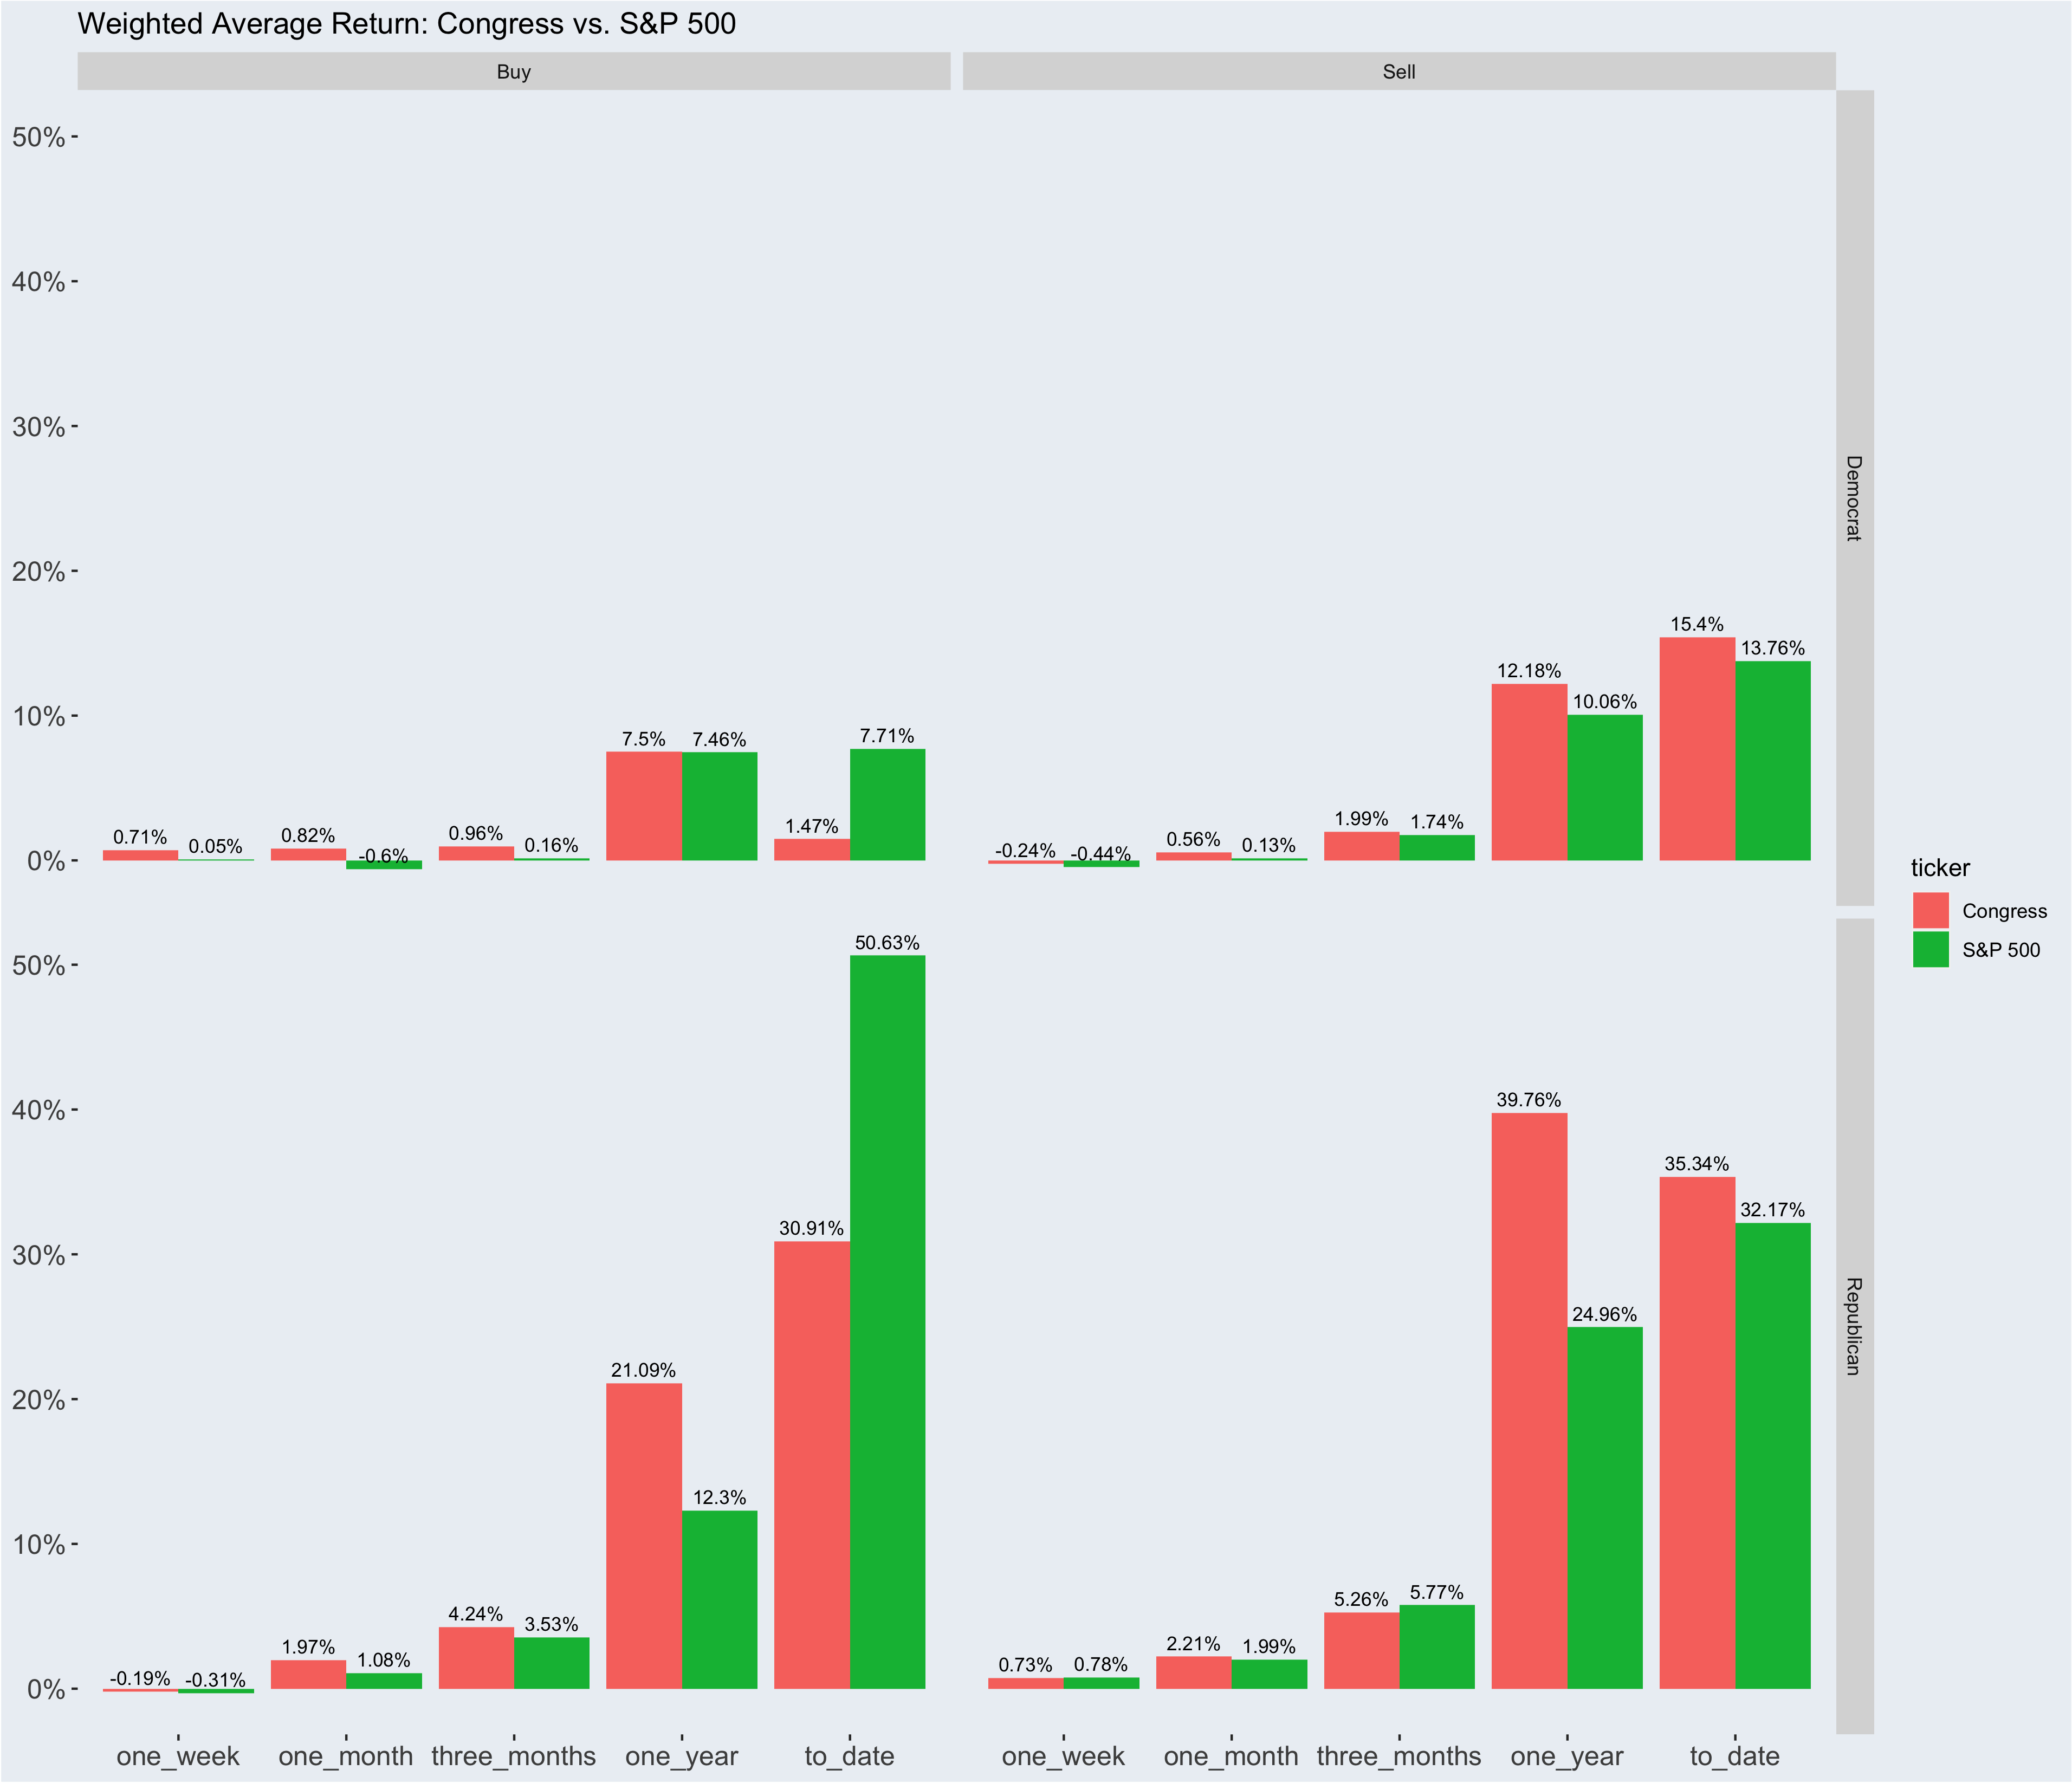 Weighted Average Return: Congress vs. S&P 500
Buy
Sell
50%
40%
30%
20%
10%
0%
0.71%
0.05%
0.82%
-0.6%
0.96%
0.16%
7.5%
7.46%
1.47%
7.71%
-0.24%
-0.44%
0.56%
0.13%
1.99%
1.74%
12.18%
10.06%
15.4%
13.76%
Democrat
50%
40%
30%
20%
10%
0%
-0.19%
-0.31%
1.97%
1.08%
4.24%
3.53%
21.09%
12.3%
30.91%
50.63%
0.73%
0.78%
2.21%
1.99%
5.26%
5.77%
39.76%
24.96%
35.34%
32.17%
Republican
one_week
one_month
three_months
one_year
to_date
one_week
one_month
three_months
one_year
to_date
ticker
Congress
S&P 500